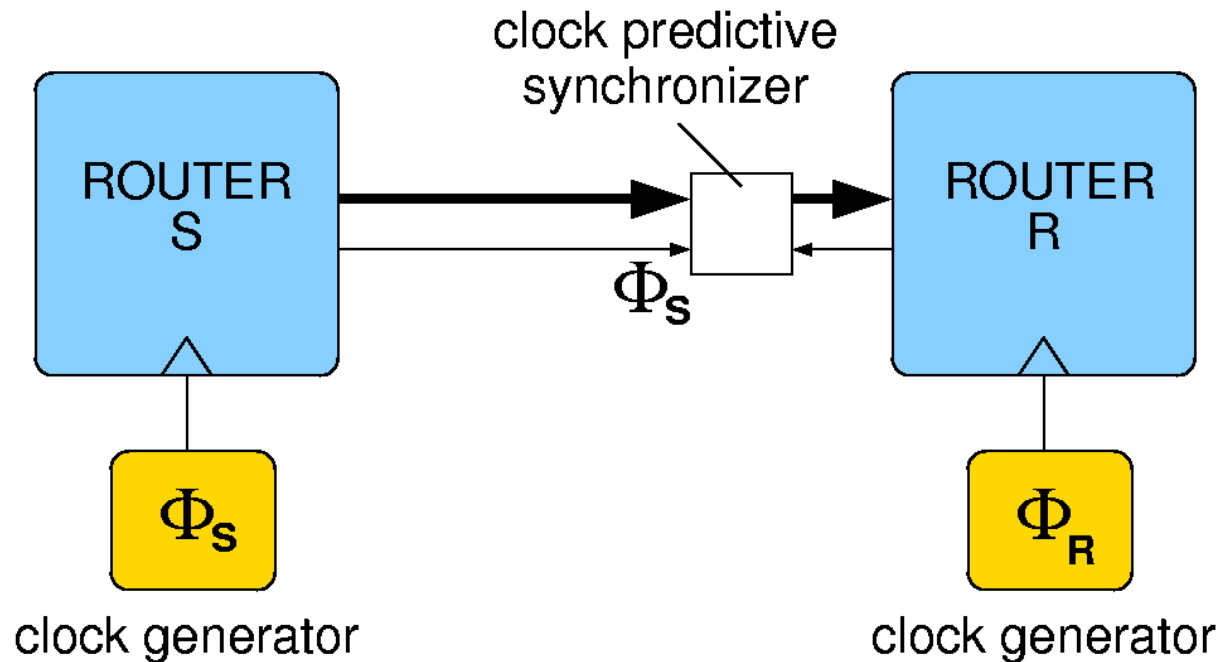 clock predictive
synchronizer
ROUTER
S
ROUTER
R
Φs
Φs
ΦR
clock generator
clock generator